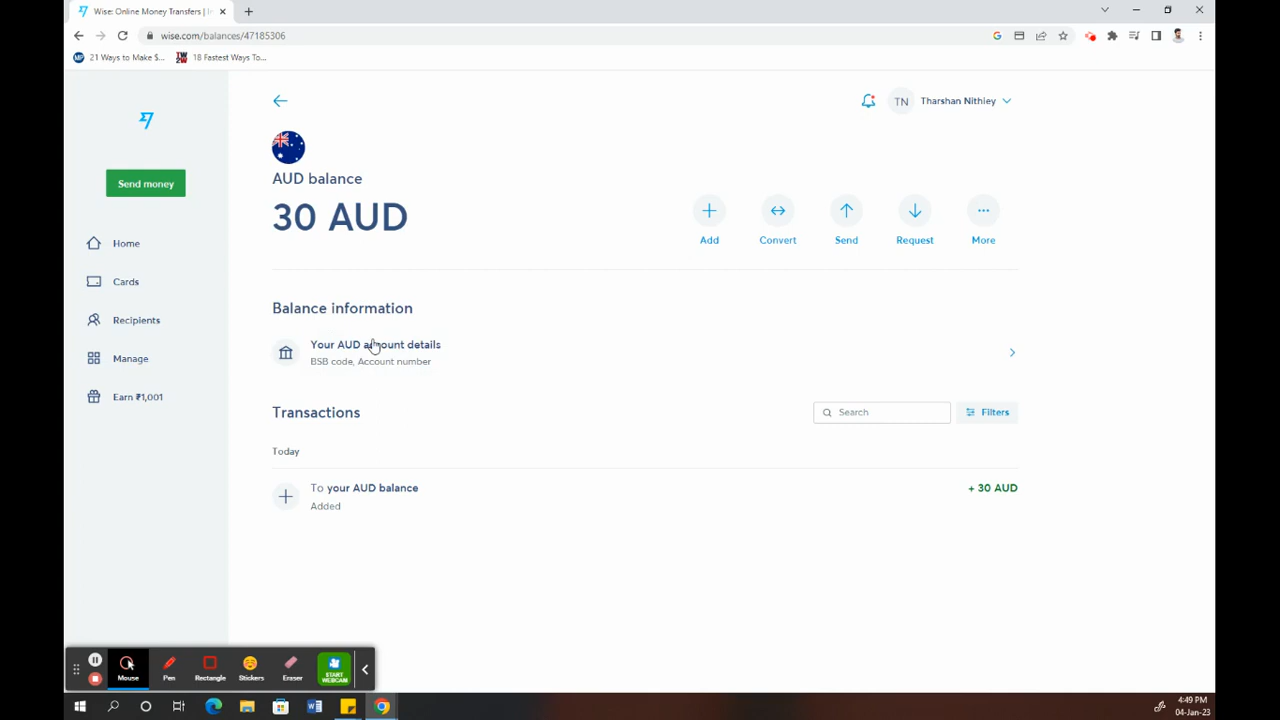 Wise: Online Money Transfers | I
wise.com/balances/47185306
21 Ways to Make $...
18 Fastest Ways To...
TN
Tharshan Nithley
Send money
Home
Cards
Recipients
Manage
Earn ₹1,001
AUD balance
30 AUD
Add
Convert
Send
Request
More
Balance information
Your AUD account details
BSB code, Account number
Transactions
Search
Filters
Today
To your AUD balance
+ 30 AUD
Added
Mouse
Pen
Rectangle
Stickers
Eraser
START
WEBCAM
4:49 PM
04-Jan-23